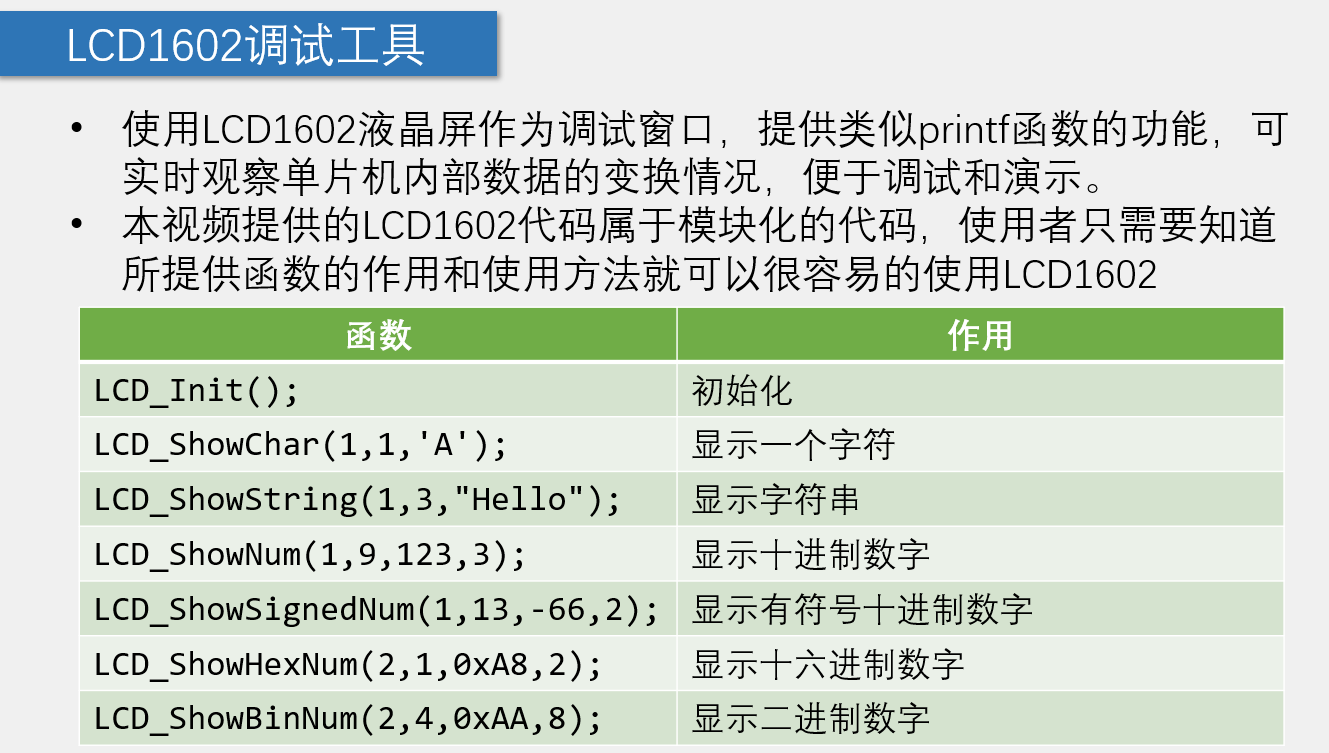 LCD1602调试工具
• 使用LCD1602液晶屏作为调试窗口，提供类似printf函数的功能，可
实时观察单片机内部数据的变换情况，便于调试和演示。
• 本视频提供的LCD1602代码属于模块化的代码，使用者只需要知道
所提供函数的作用和使用方法就可以很容易的使用LCD1602
函数 作用
LCD_Init(); 初始化
LCD_ShowChar(1,1,'A'); 显示一个字符
LCD_ShowString(1,3,"Hello"); 显示字符串
LCD_ShowNum(1,9,123,3); 显示十进制数字
LCD_ShowSignedNum(1,13,-66,2); 显示有符号十进制数字
LCD_ShowHexNum(2,1,0xA8,2); 显示十六进制数字
LCD_ShowBinNum(2,4,0xAA,8); 显示二进制数字